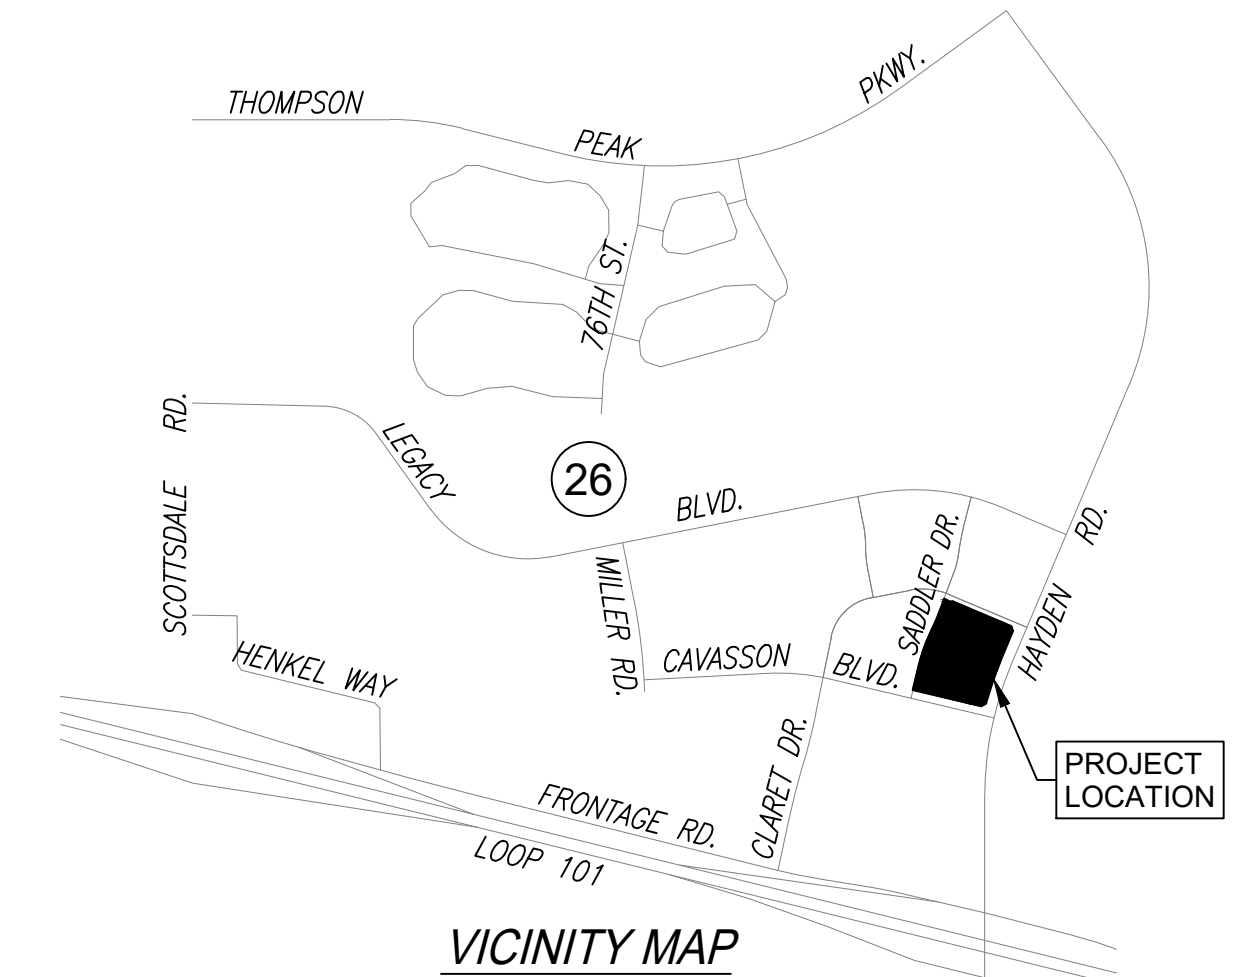 THOMPSON
PEAK
PKWY.
76TH ST.
SCOTTSDALE RD.
LEGACY
BLVD.
26
MILLER RD.
SADDLER DR.
HAYDEN RD.
HENKEL WAY
CAVASSON
BLVD.
CLARET DR.
PROJECT
LOCATION
FRONTAGE RD.
LOOP 101
VICINITY MAP